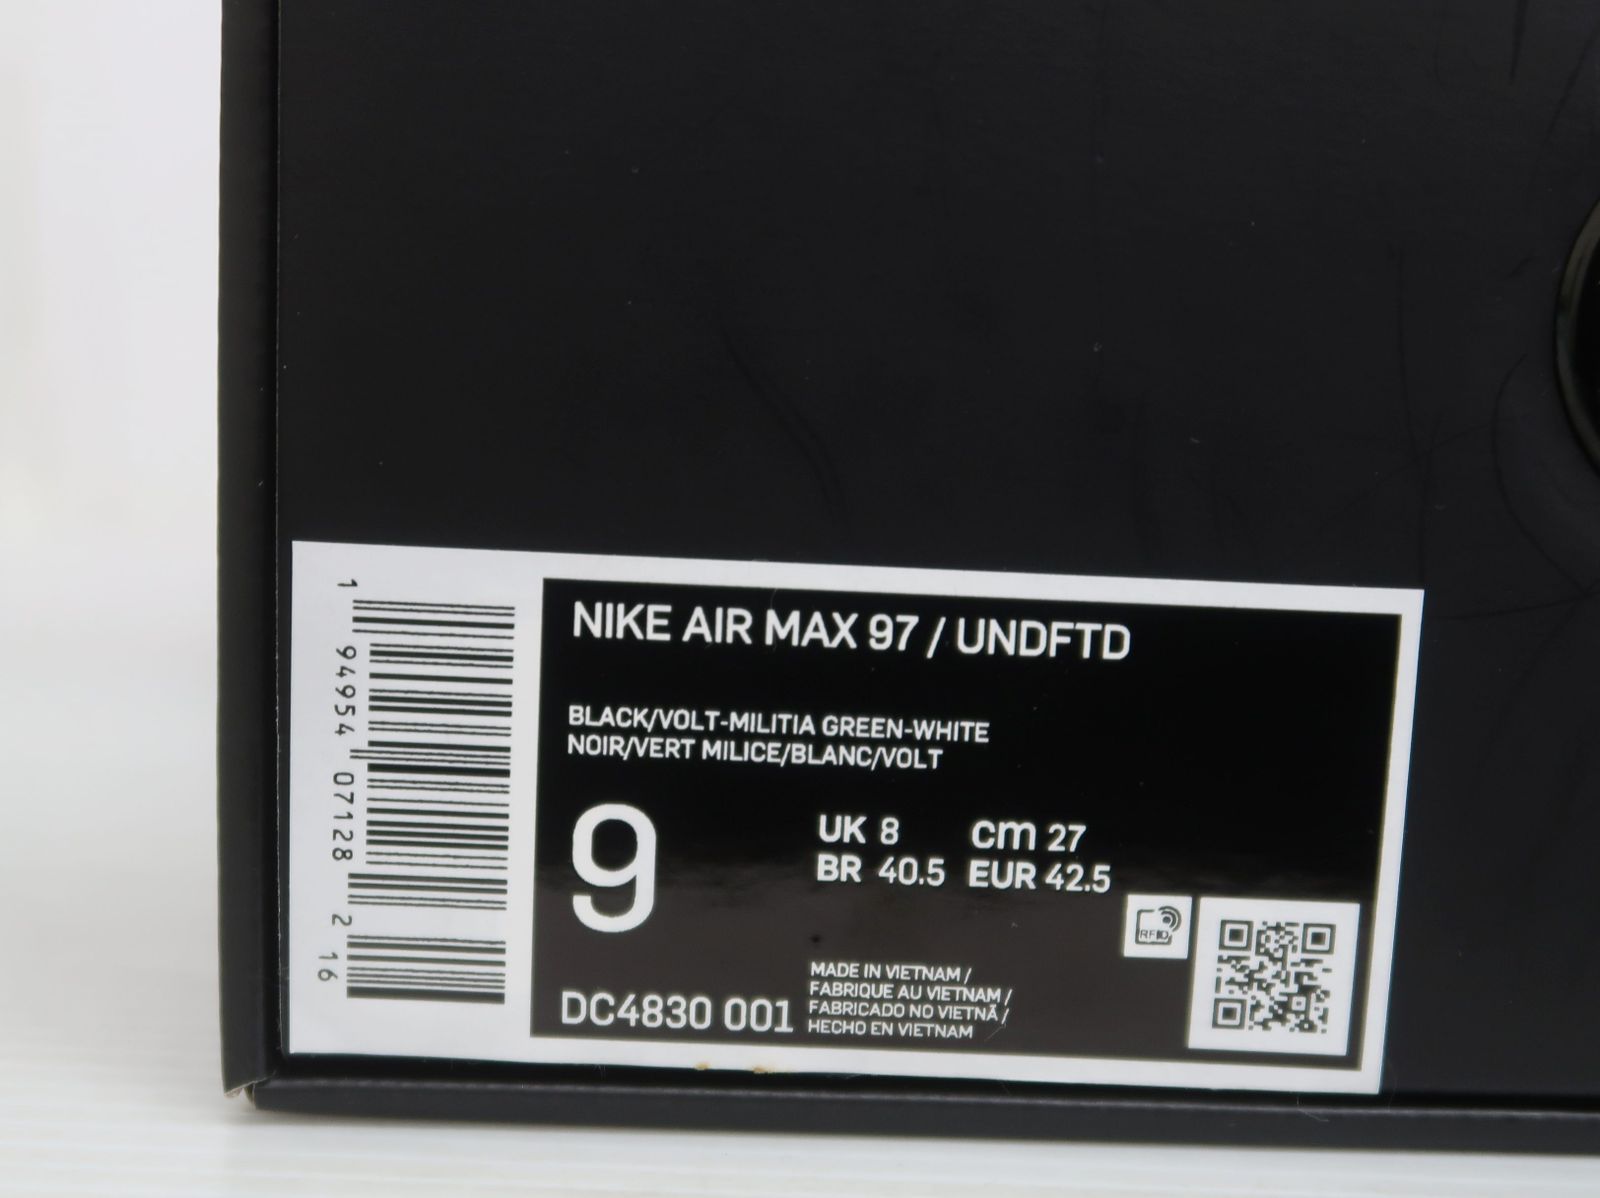 NIKE AIR MAX 97 / UNDFTD
BLACK/VOLT-MILITIA GREEN-WHITE
NOIR/VERT MILICE/BLANC/VOLT
9
UK 8 cm 27
BR 40.5 EUR 42.5
RFID
DC4830 001
MADE IN VIETNAM /
FABRIQUE AU VIETNAM /
FABRICADO NO VIETNÃ /
HECHO EN VIETNAM
1 94954 07128 2 16